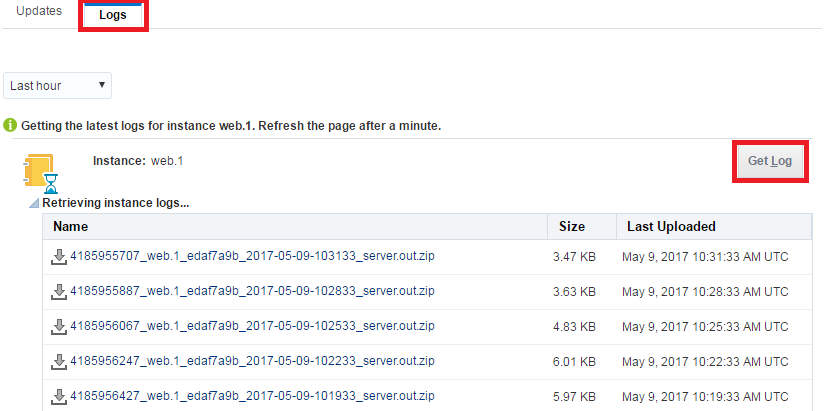 Updates
Logs
Last hour
Getting the latest logs for instance web.1. Refresh the page after a minute.
Instance: web.1
Get Log
Retrieving instance logs...
Name Size Last Uploaded
4185955707_web.1_edaf7a9b_2017-05-09-103133_server.out.zip 3.47 KB May 9, 2017 10:31:33 AM UTC
4185955887_web.1_edaf7a9b_2017-05-09-102833_server.out.zip 3.63 KB May 9, 2017 10:28:33 AM UTC
4185956067_web.1_edaf7a9b_2017-05-09-102533_server.out.zip 4.83 KB May 9, 2017 10:25:33 AM UTC
4185956247_web.1_edaf7a9b_2017-05-09-102233_server.out.zip 6.01 KB May 9, 2017 10:22:33 AM UTC
4185956427_web.1_edaf7a9b_2017-05-09-101933_server.out.zip 5.97 KB May 9, 2017 10:19:33 AM UTC